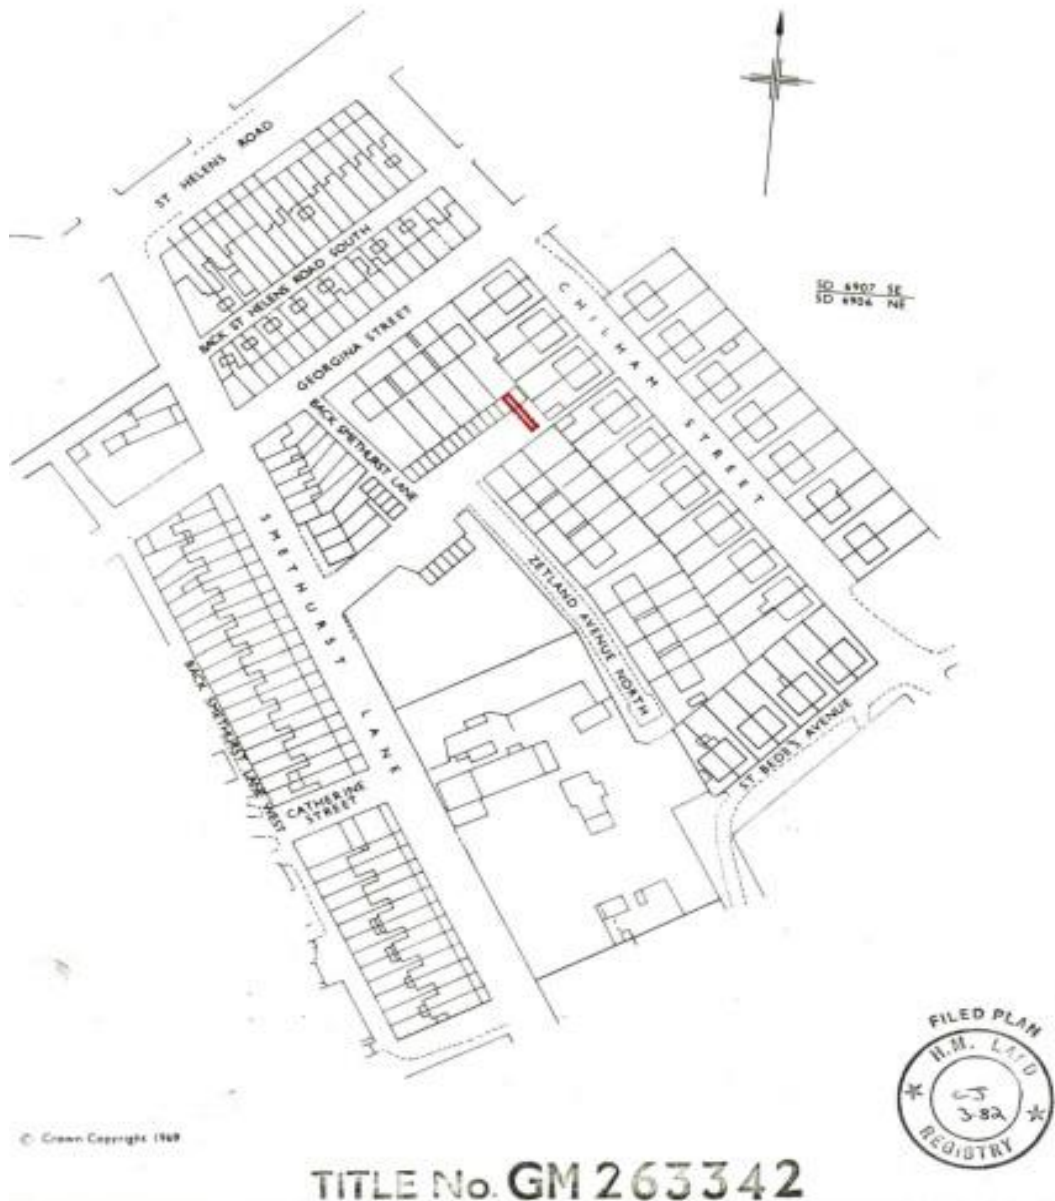 ST HELENS ROAD
BACK ST HELENS ROAD SOUTH
GEORGINA STREET
CHILHAM STREET
SD 6907 SE
SD 6906 NE
BACK SMETHURST LANE
SMETHURST LANE
ZETLAND AVENUE NORTH
BACK SMETHURST LANE WEST
CATHERINE
STREET
ST. BEDE'S AVENUE
FILED PLAN
H.M. LAND
3-82
REGISTRY
© Crown Copyright 1969
TITLE No. GM 263342